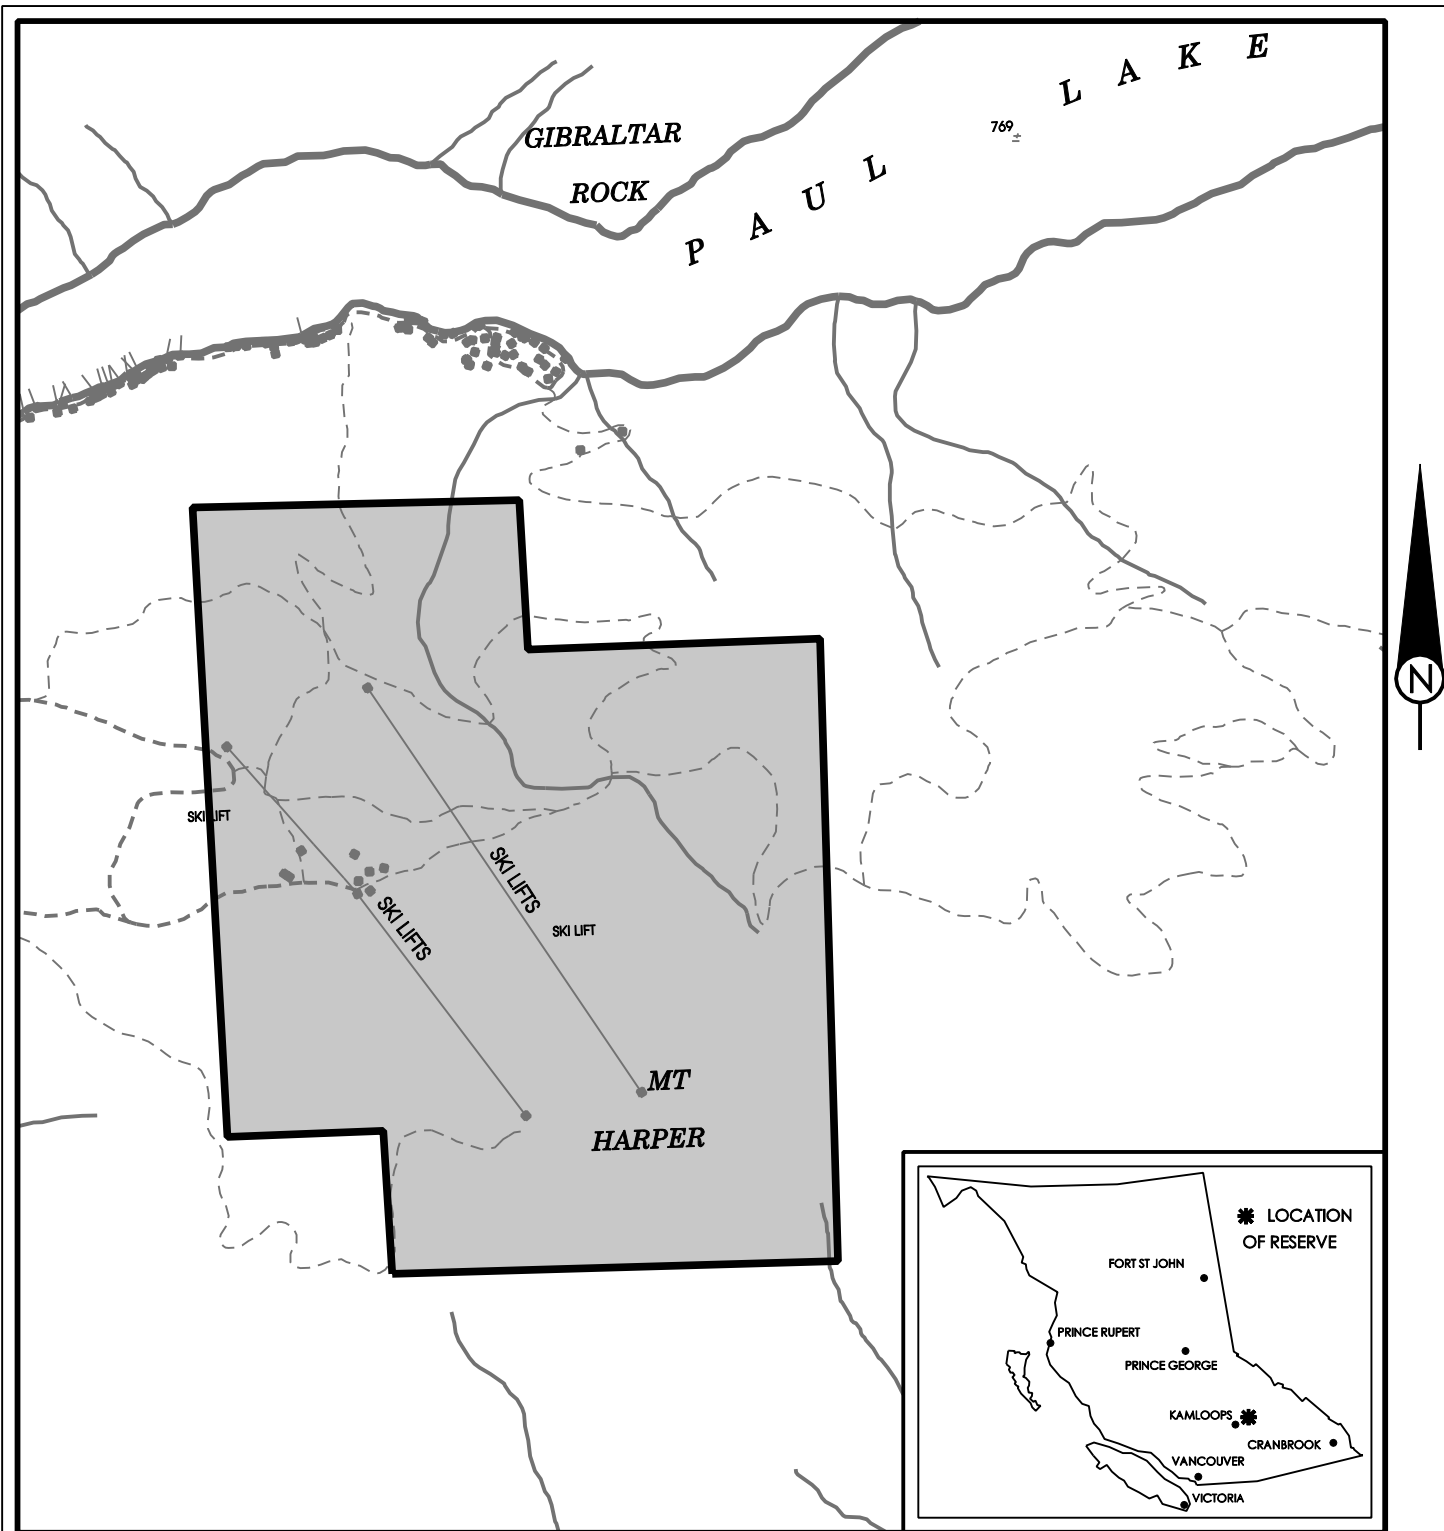 GIBRALTAR
ROCK
PAUL LAKE
769
SKI LIFT
SKI LIFTS
SKI LIFTS
SKI LIFT
MT
HARPER
N
LOCATION
OF RESERVE
FORT ST JOHN
PRINCE RUPERT
PRINCE GEORGE
KAMLOOPS
CRANBROOK
VANCOUVER
VICTORIA